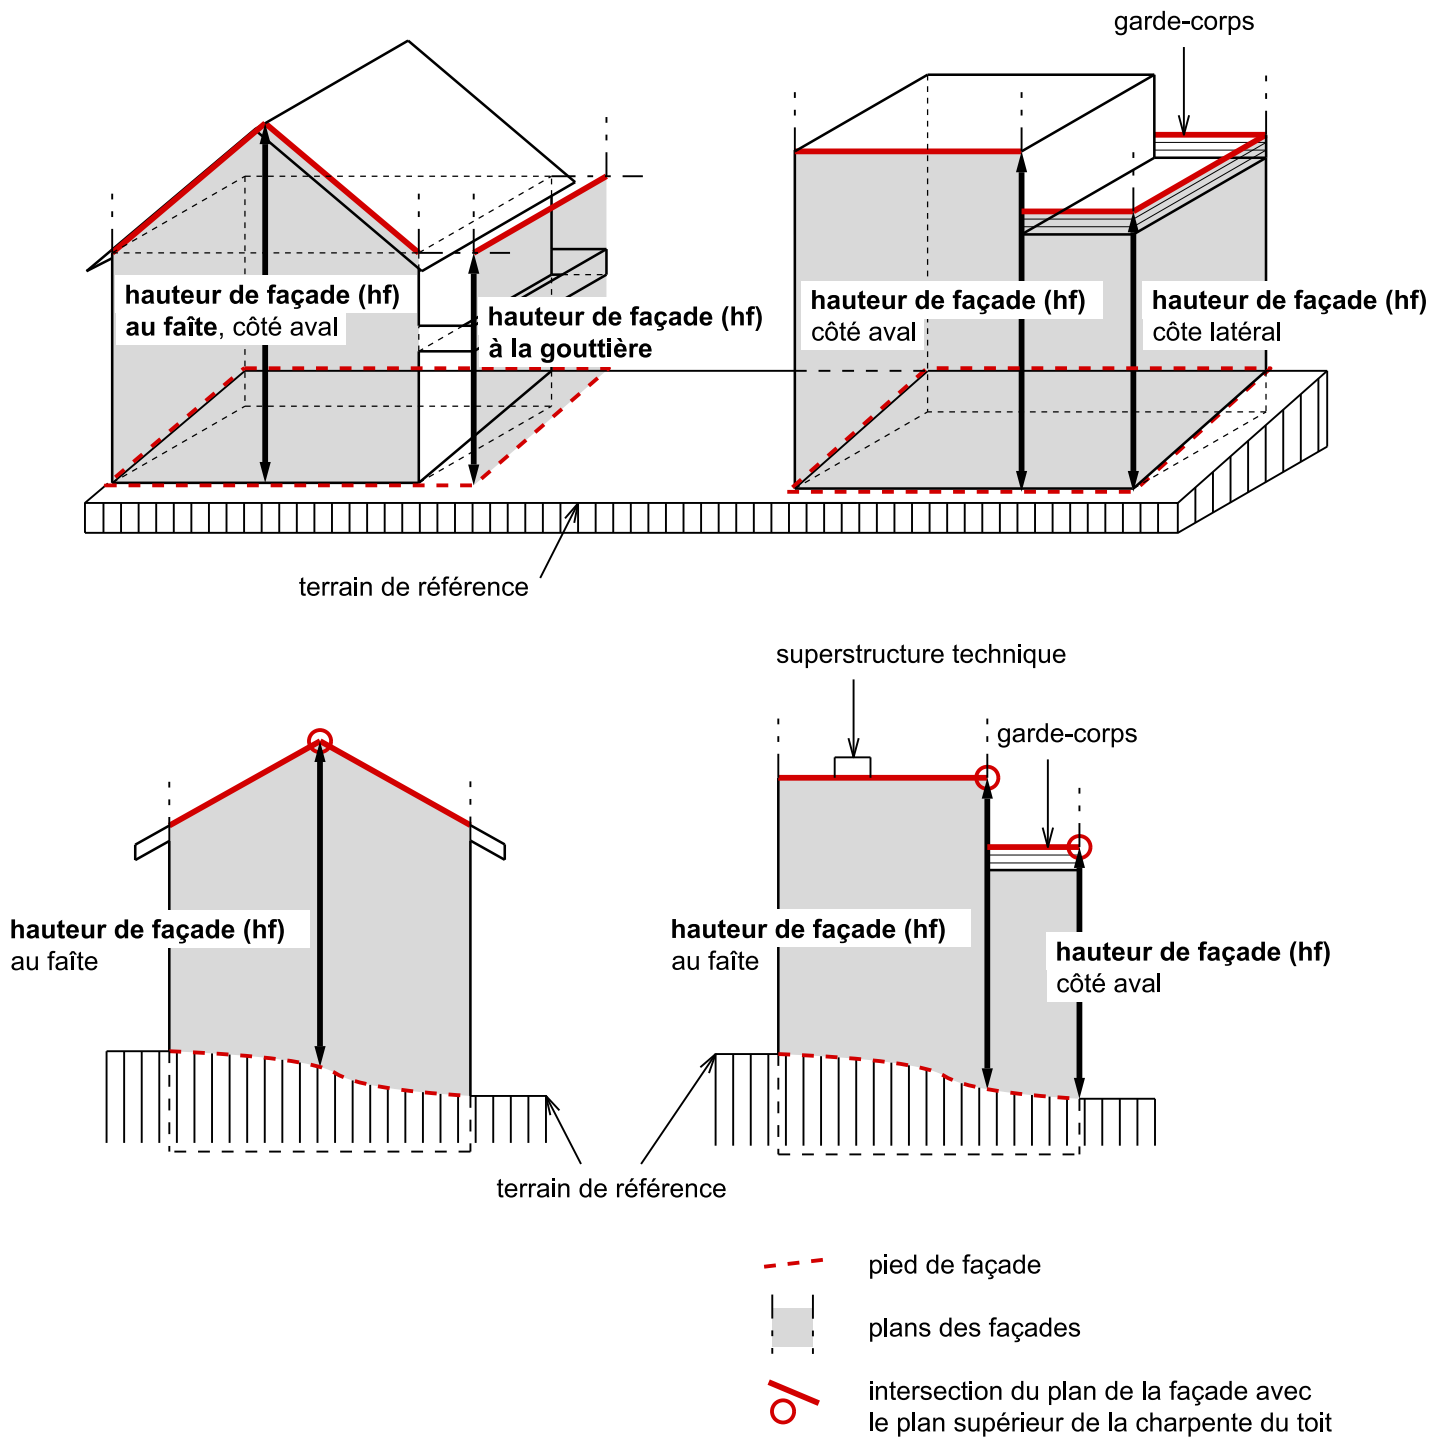 garde-corps
hauteur de façade (hf)
au faîte, côté aval
hauteur de façade (hf)
à la gouttière
hauteur de façade (hf)
côté aval
hauteur de façade (hf)
côte latéral
terrain de référence
superstructure technique
garde-corps
hauteur de façade (hf)
au faîte
hauteur de façade (hf)
au faîte
hauteur de façade (hf)
côté aval
terrain de référence
pied de façade
plans des façades
intersection du plan de la façade avec
le plan supérieur de la charpente du toit